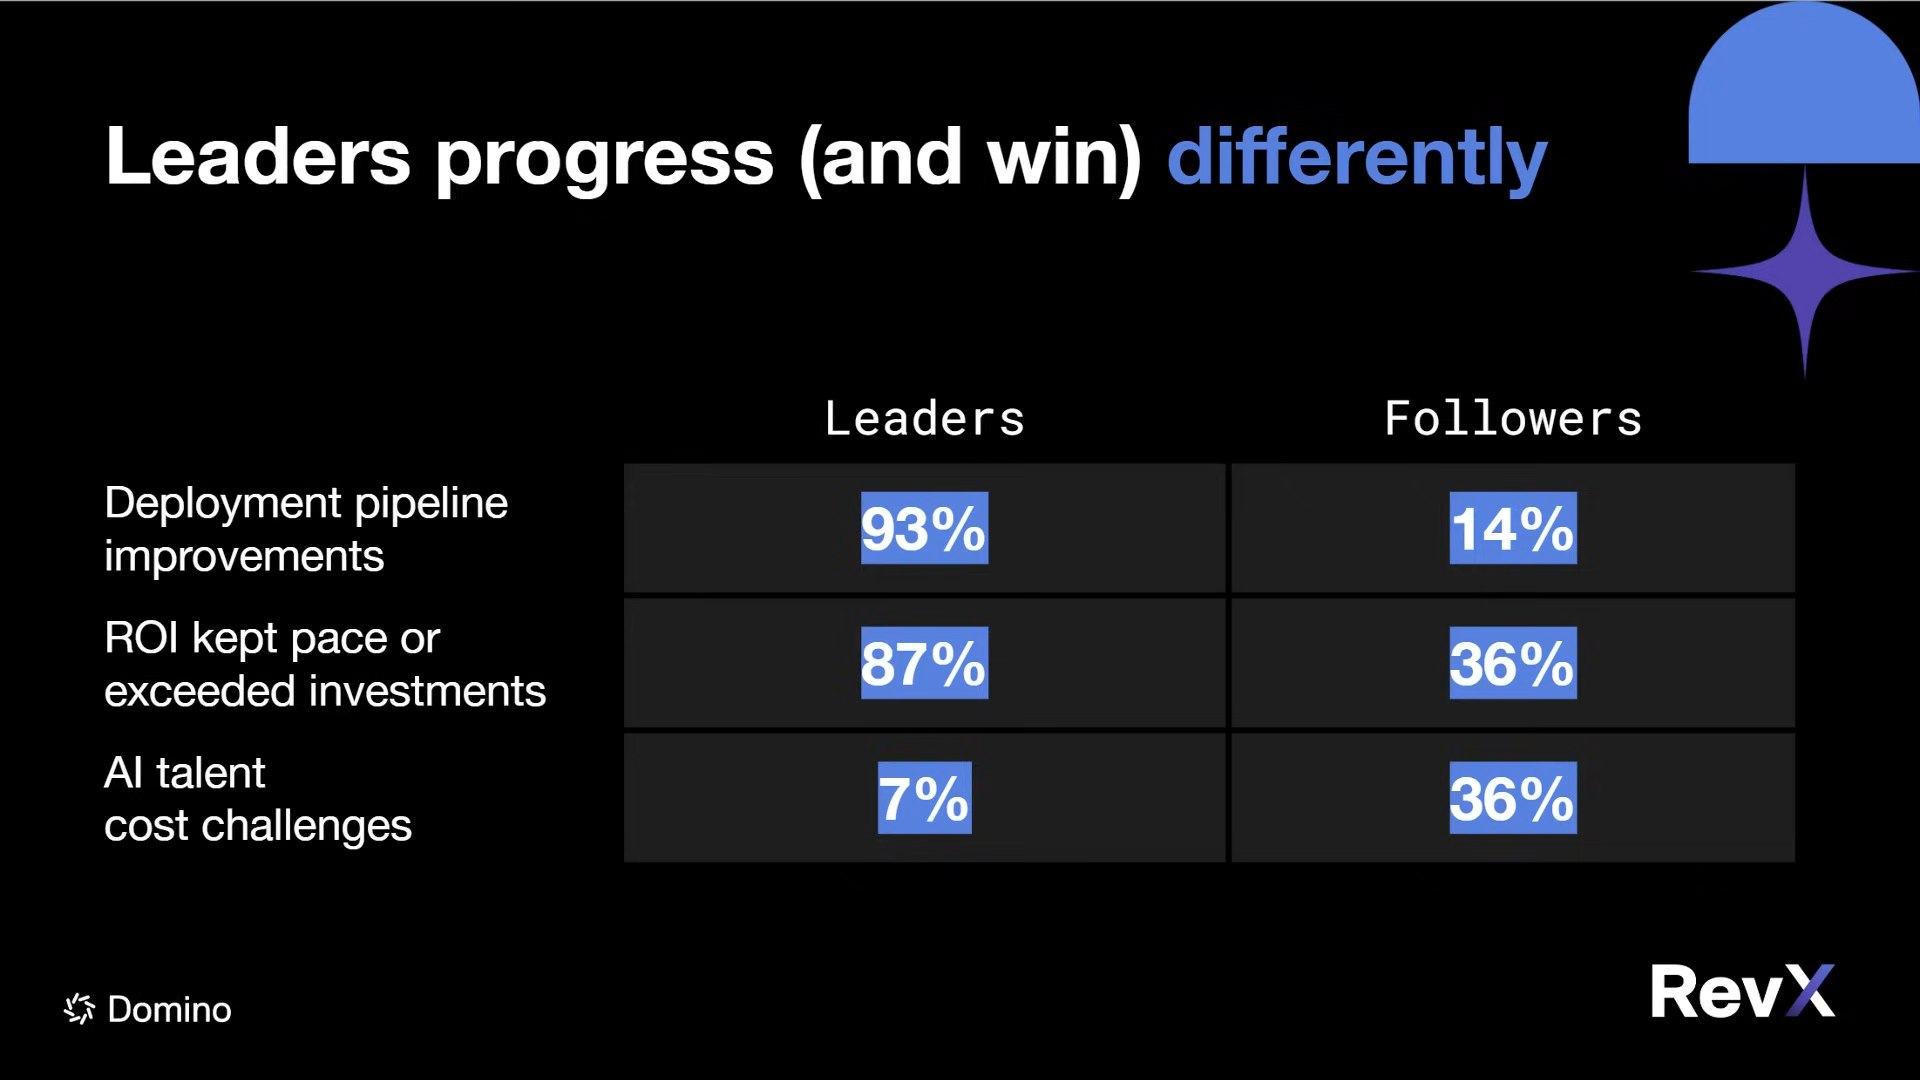 Leaders progress (and win) differently
Leaders Followers
Deployment pipeline
improvements
93% 14%
ROI kept pace or
exceeded investments
87% 36%
AI talent
cost challenges
7% 36%
Domino
RevX